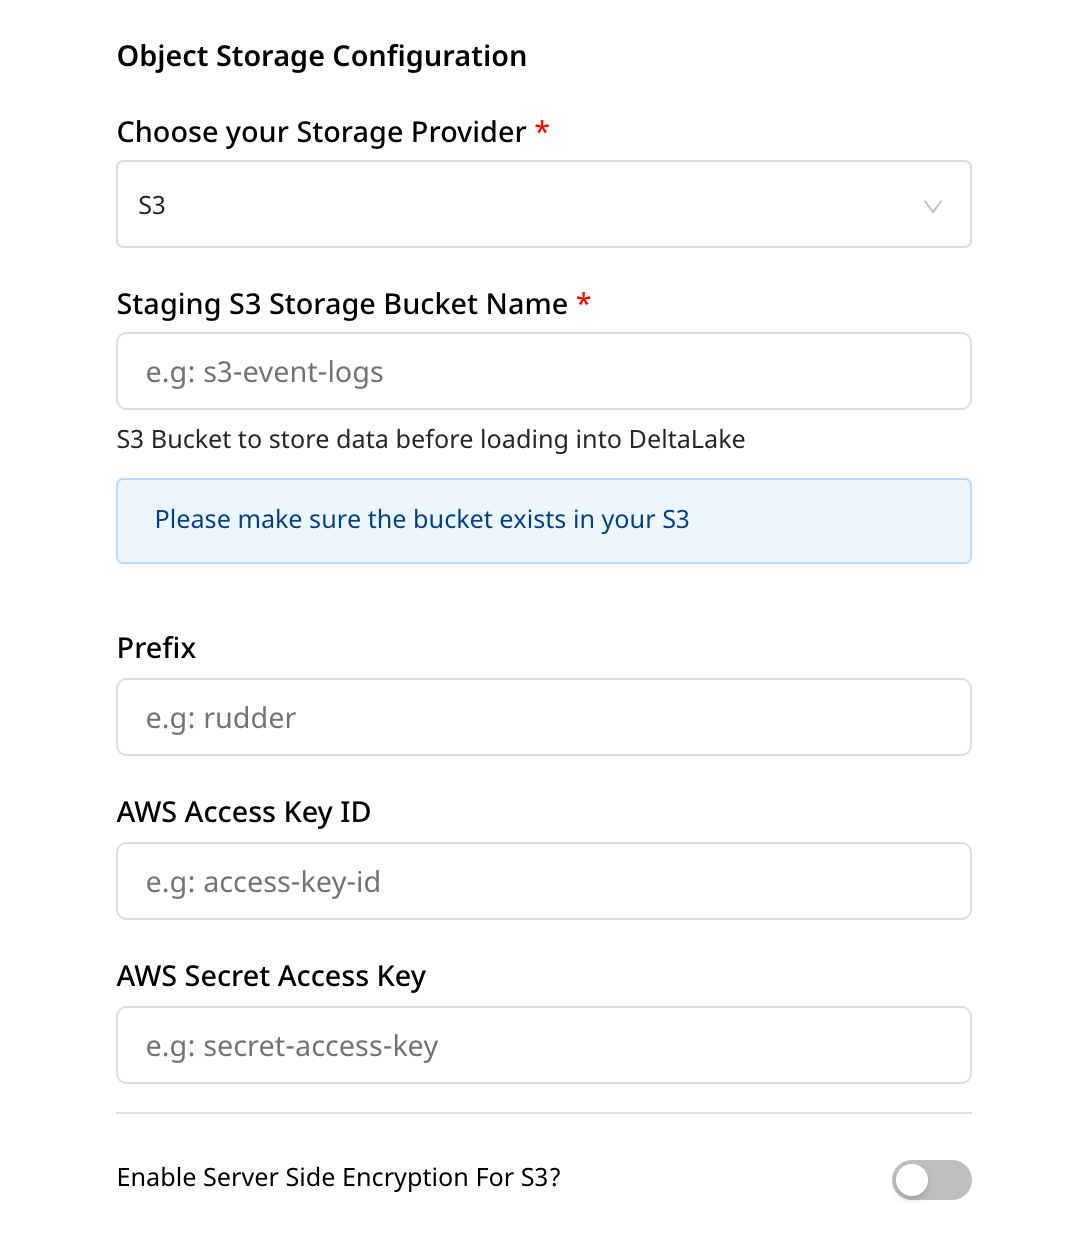 Object Storage Configuration
Choose your Storage Provider *
S3
Staging S3 Storage Bucket Name *
e.g: s3-event-logs
S3 Bucket to store data before loading into DeltaLake
Please make sure the bucket exists in your S3
Prefix
e.g: rudder
AWS Access Key ID
e.g: access-key-id
AWS Secret Access Key
e.g: secret-access-key
Enable Server Side Encryption For S3?